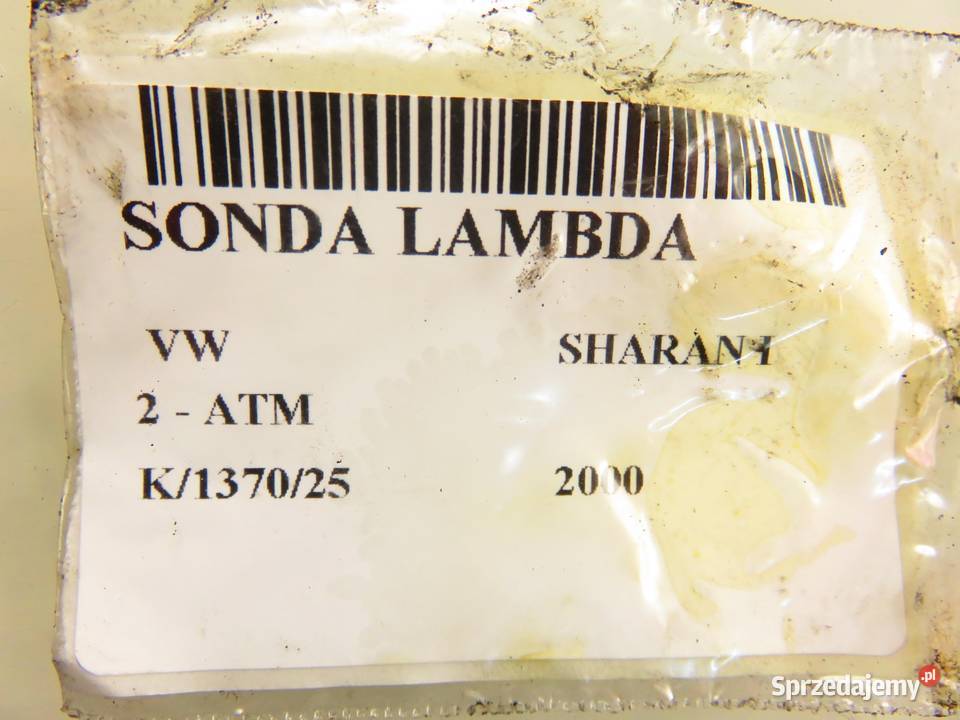 SONDA LAMBDA
VW SHARAN I
2 - ATM
K/1370/25 2000
Sprzedajemy.pl